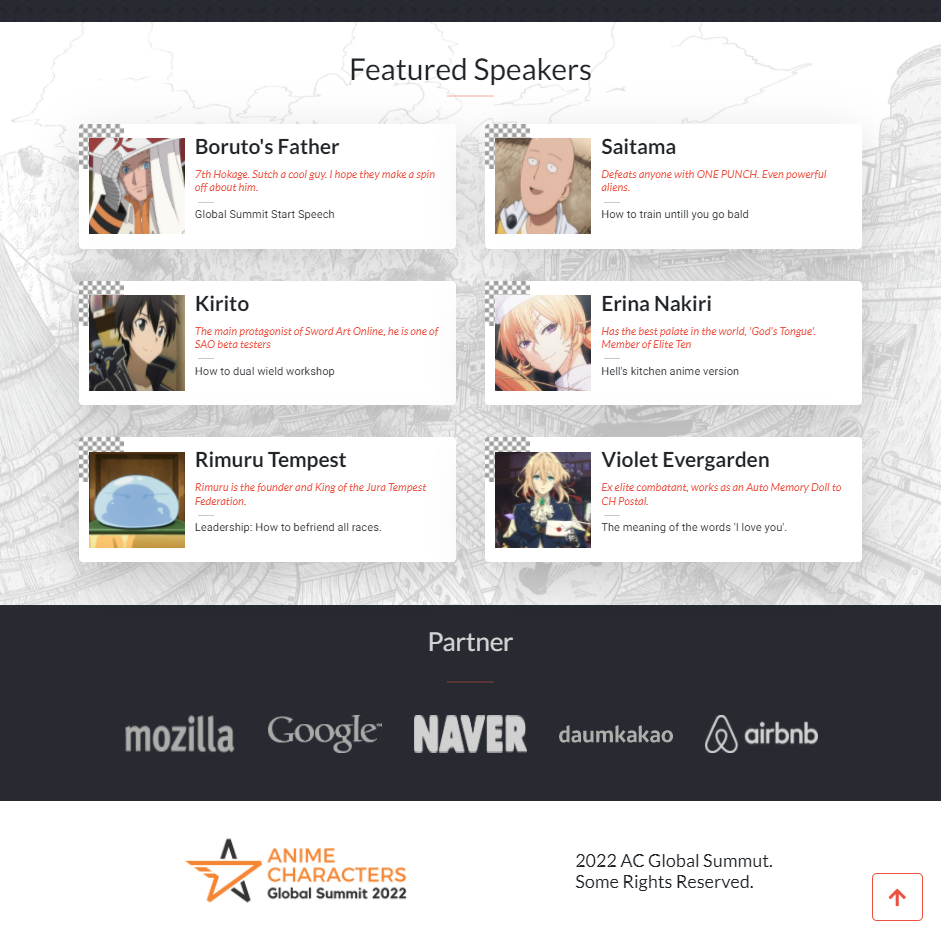 Featured Speakers
Boruto's Father
7th Hokage. Sutch a cool guy. I hope they make a spin
off about him.
Global Summit Start Speech
Saitama
Defeats anyone with ONE PUNCH. Even powerful
aliens.
How to train untill you go bald
Kirito
The main protagonist of Sword Art Online, he is one of
SAO beta testers
How to dual wield workshop
Erina Nakiri
Has the best palate in the world, 'God's Tongue'.
Member of Elite Ten
Hell's kitchen anime version
Rimuru Tempest
Rimuru is the founder and King of the Jura Tempest
Federation.
Leadership: How to befriend all races.
Violet Evergarden
Ex elite combatant, works as an Auto Memory Doll to
CH Postal.
The meaning of the words 'I love you'.
Partner
mozilla Google™ NAVER daumkakao airbnb
ANIME
CHARACTERS
Global Summit 2022
2022 AC Global Summut.
Some Rights Reserved.